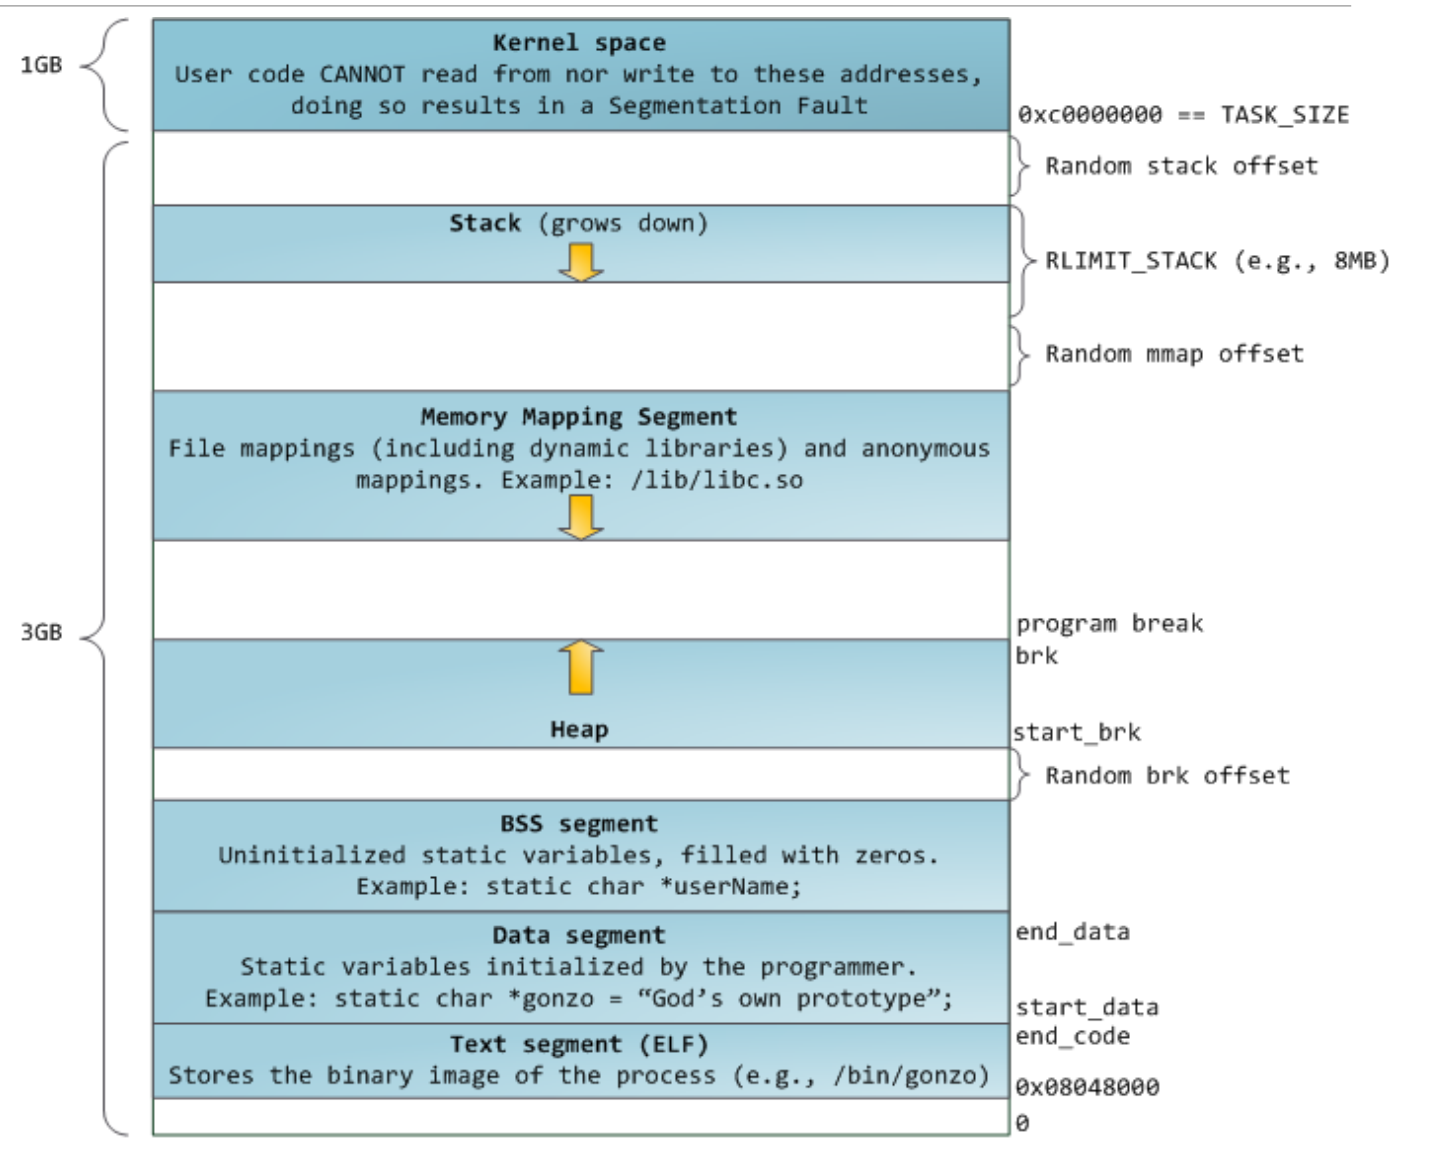 1GB
Kernel space
User code CANNOT read from nor write to these addresses,
doing so results in a Segmentation Fault
0xc0000000 == TASK_SIZE
Random stack offset
Stack (grows down)
RLIMIT_STACK (e.g., 8MB)
Random mmap offset
Memory Mapping Segment
File mappings (including dynamic libraries) and anonymous
mappings. Example: /lib/libc.so
3GB
program break
brk
Heap
start_brk
Random brk offset
BSS segment
Uninitialized static variables, filled with zeros.
Example: static char *userName;
Data segment
end_data
Static variables initialized by the programmer.
Example: static char *gonzo = “God’s own prototype”;
start_data
end_code
Text segment (ELF)
Stores the binary image of the process (e.g., /bin/gonzo)
0x08048000
0